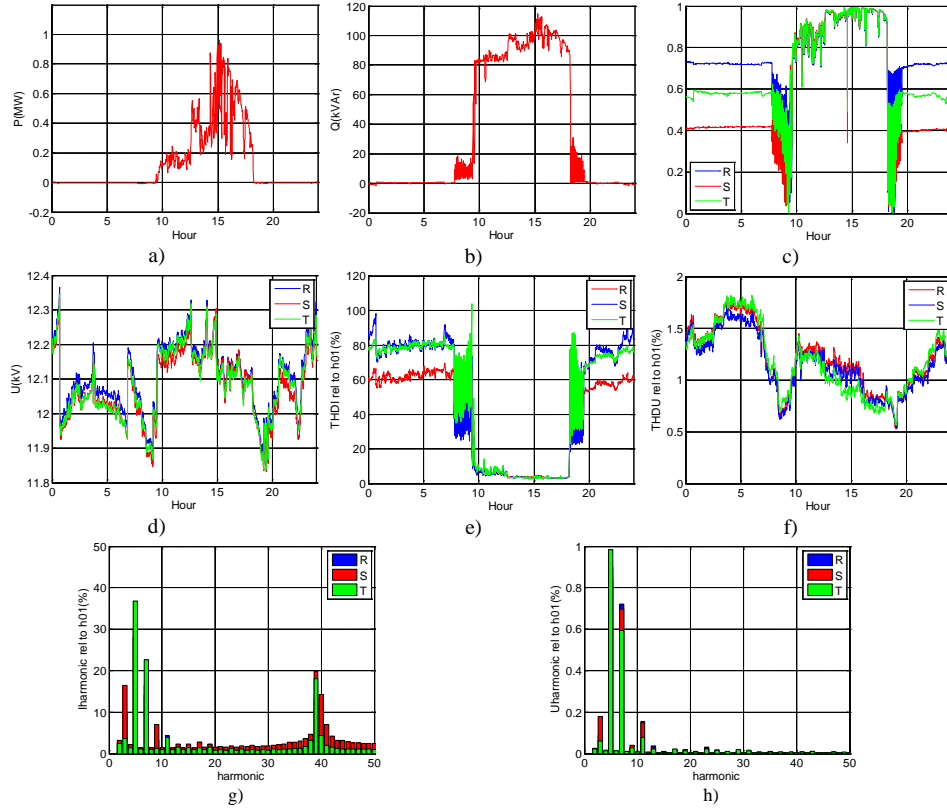 P(MW)
1
0.8
0.6
0.4
0.2
0
-0.2
0 5 10 15 20
Hour
a)
Q(kVAr)
120
100
80
60
40
20
0
-20
0 5 10 15 20
Hour
b)
1
0.8
0.6
0.4
0.2
0
R
S
T
0 5 10 15 20
Hour
c)
U(kV)
12.4
12.3
12.2
12.1
12
11.9
11.8
R
S
T
0 5 10 15 20
Hour
d)
THDI rel to h01(%)
120
100
80
60
40
20
0
R
S
T
0 5 10 15 20
Hour
e)
THDU rel to h01(%)
2
1.5
1
0.5
0
R
S
T
0 5 10 15 20
Hour
f)
Iharmonic rel to h01(%)
50
40
30
20
10
0
R
S
T
0 10 20 30 40 50
harmonic
g)
Uharmonic rel to h01(%)
1
0.8
0.6
0.4
0.2
0
R
S
T
0 10 20 30 40 50
harmonic
h)